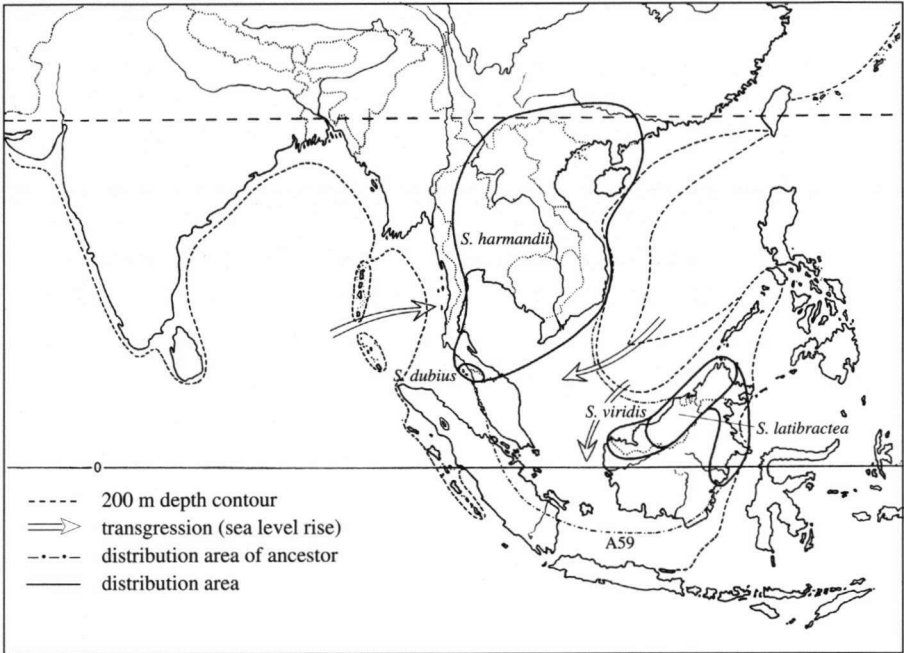 S. harmandii
S. dubius
S. viridis
S. latibractea
0
A59
200 m depth contour
transgression (sea level rise)
distribution area of ancestor
distribution area